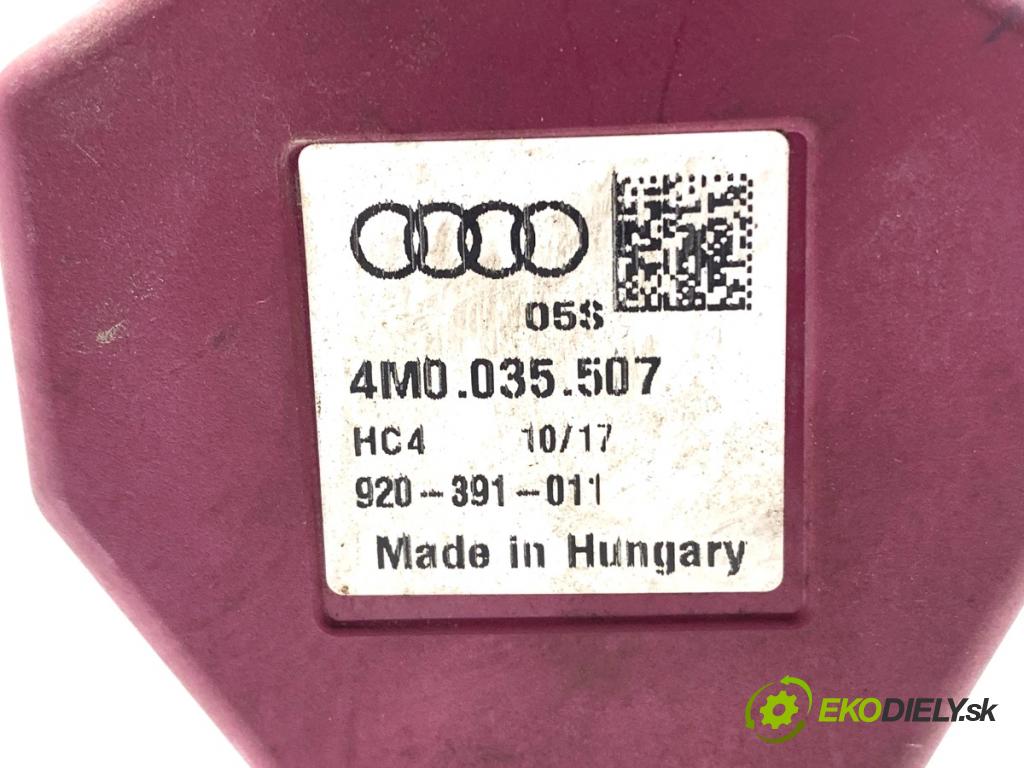 05S
4M0.035.507
HC4 10/17
920-391-011
Made in Hungary
EKODIELY.sk